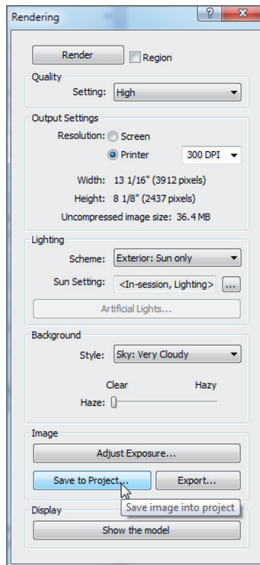 Rendering
Render Region
Quality
Setting: High
Output Settings
Resolution: Screen
Printer 300 DPI
Width: 13 1/16" (3912 pixels)
Height: 8 1/8" (2437 pixels)
Uncompressed image size: 36.4 MB
Lighting
Scheme: Exterior: Sun only
Sun Setting: <In-session, Lighting> ...
Artificial Lights...
Background
Style: Sky: Very Cloudy
Clear Hazy
Haze:
Image
Adjust Exposure...
Save to Project... Export...
Save image into project
Display
Show the model